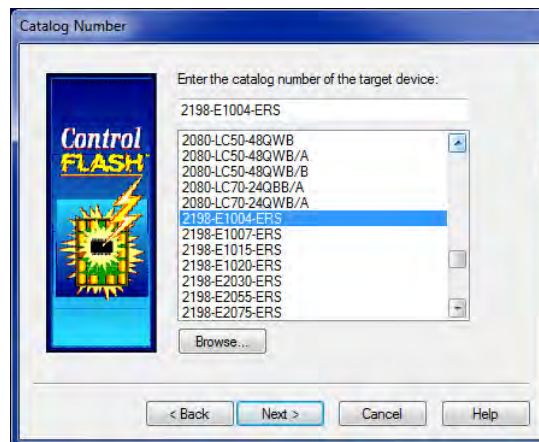 Catalog Number
Control
FLASH
Enter the catalog number of the target device:
2198-E1004-ERS
2080-LC50-48QWB
2080-LC50-48QWB/A
2080-LC50-48QWB/B
2080-LC70-24QBB/A
2080-LC70-24QWB/A
2198-E1004-ERS
2198-E1007-ERS
2198-E1015-ERS
2198-E1020-ERS
2198-E2030-ERS
2198-E2055-ERS
2198-E2075-ERS
Browse...
< Back
Next >
Cancel
Help